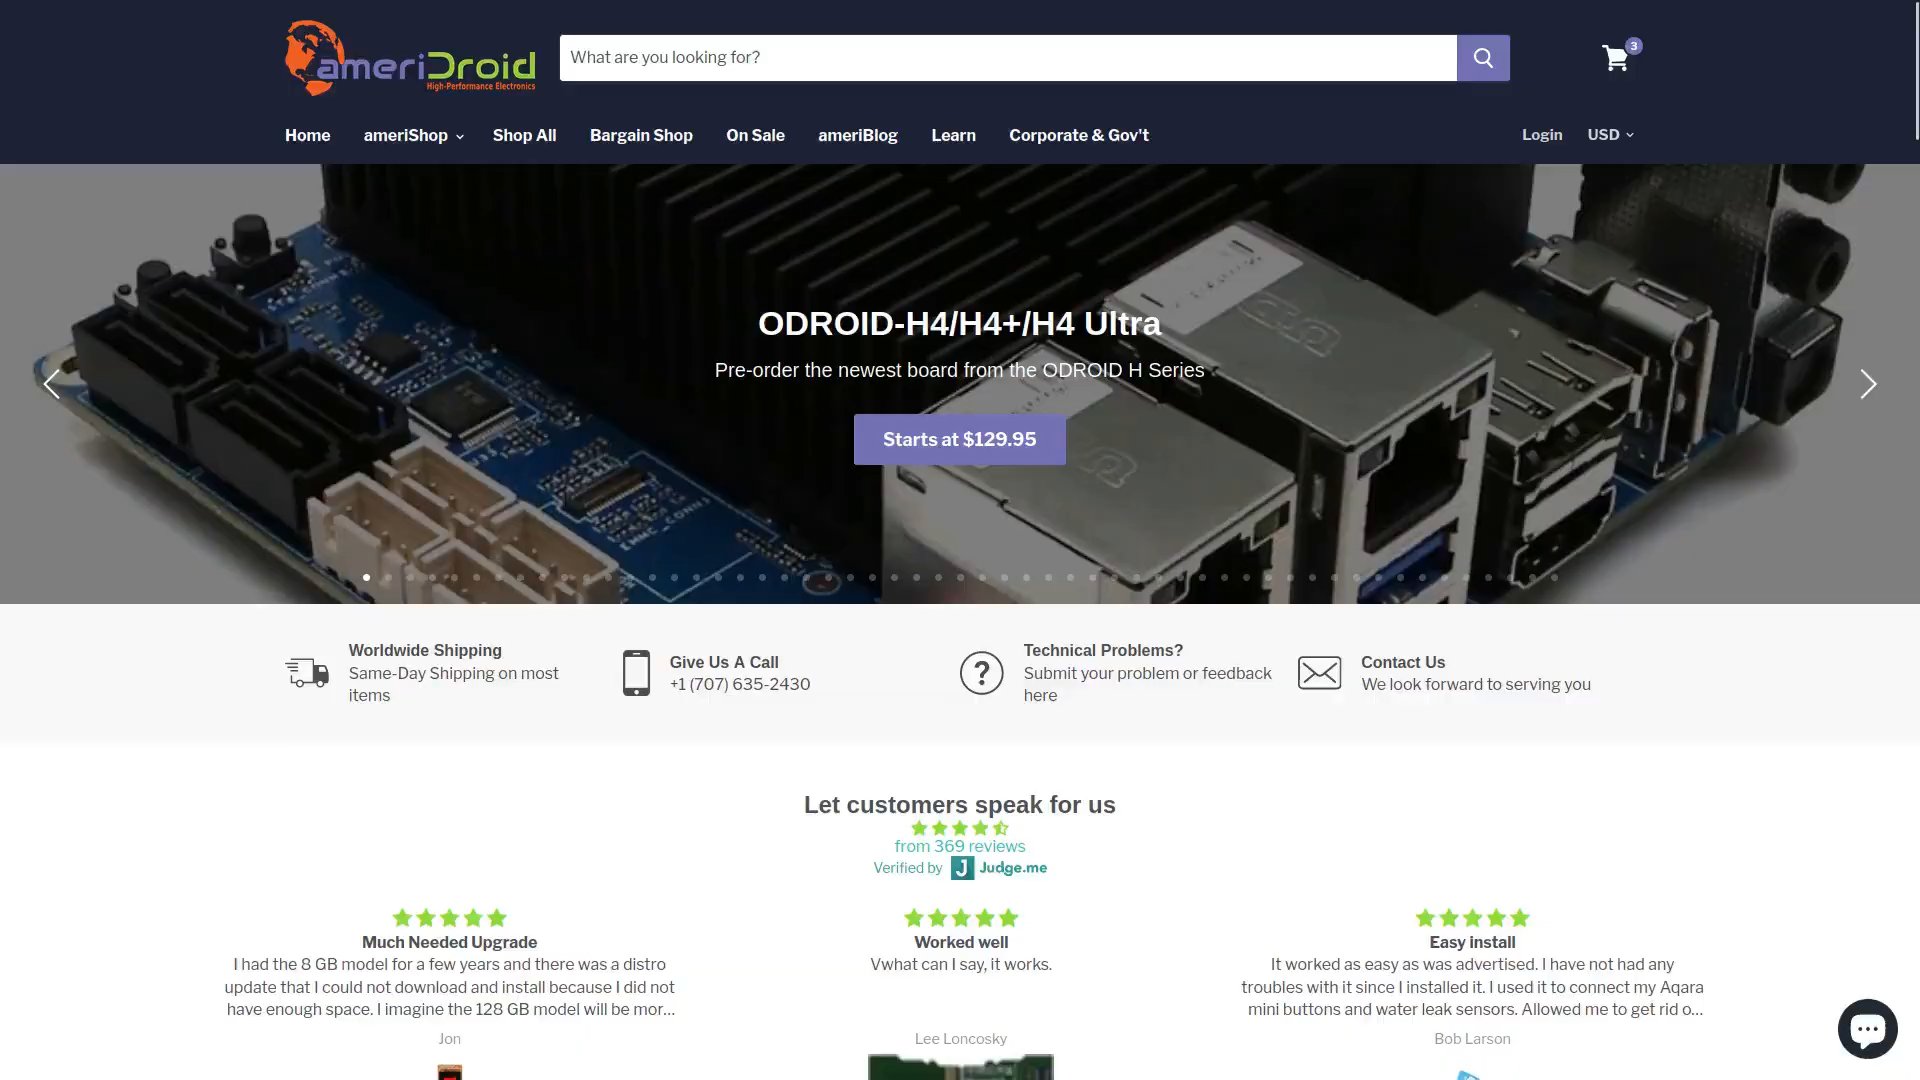 ameriDroid
High-Performance Electronics
What are you looking for?
3
Home
ameriShop
Shop All
Bargain Shop
On Sale
ameriBlog
Learn
Corporate & Gov't
Login
USD
ODROID-H4/H4+/H4 Ultra
Pre-order the newest board from the ODROID H Series
Starts at $129.95
EMMC_CONN1
Worldwide Shipping
Same-Day Shipping on most
items
Give Us A Call
+1 (707) 635-2430
Technical Problems?
Submit your problem or feedback
here
Contact Us
We look forward to serving you
Let customers speak for us
from 369 reviews
Verified by J Judge.me
Much Needed Upgrade
I had the 8 GB model for a few years and there was a distro
update that I could not download and install because I did not
have enough space. I imagine the 128 GB model will be mor...
Jon
Worked well
Vwhat can I say, it works.
Lee Loncosky
Easy install
It worked as easy as was advertised. I have not had any
troubles with it since I installed it. I used it to connect my Aqara
mini buttons and water leak sensors. Allowed me to get rid o...
Bob Larson